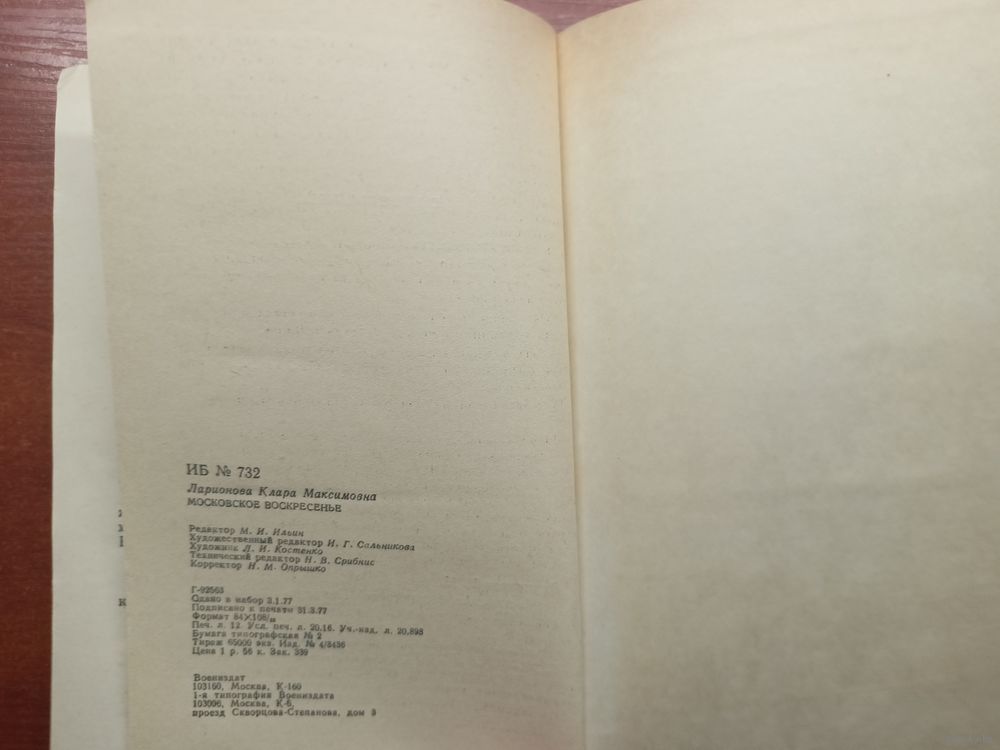 ИБ № 732
Ларионова Клара Максимовна
МОСКОВСКОЕ ВОСКРЕСЕНЬЕ
Редактор М. И. Ильин
Художественный редактор И. Г. Сальникова
Художник Л. И. Костенко
Технический редактор Н. В. Срибнис
Корректор Н. М. Опрышко
Г-92563
Сдано в набор 3.1.77
Подписано к печати 31.3.77
Формат 84×108/
Печ. л. 12. Усл. печ. л. 20,16. Уч.-изд. л. 20,898
Бумага типографская № 2
Тираж 65000 экз. Изд. № 4/3436
Цена 1 р. 56 к. Зак. 339
Воениздат
103160, Москва, К-160
1-я типография Воениздата
103006, Москва, К-6,
проезд Скворцова-Степанова, дом 3